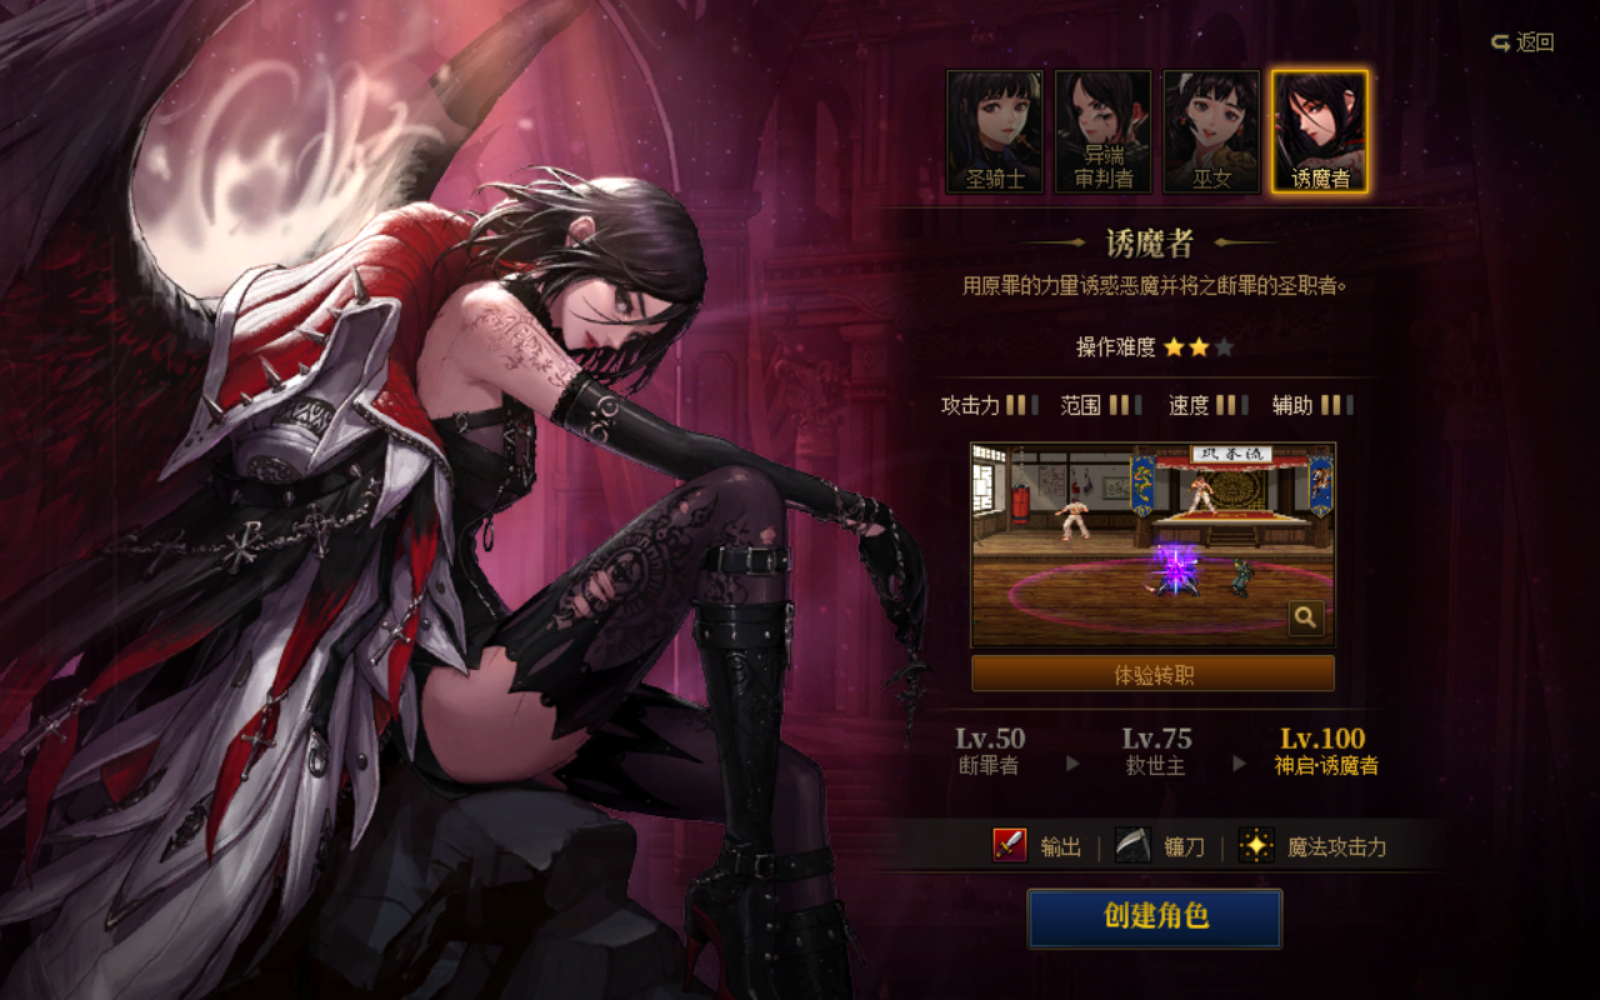 返回
圣骑士
异端
审判者
巫女
诱魔者
诱魔者
用原罪的力量诱惑恶魔并将之断罪的圣职者。
操作难度
攻击力 范围 速度 辅助
体验转职
Lv.50 Lv.75 Lv.100
断罪者 救世主 神启·诱魔者
输出 | 镰刀 | 魔法攻击力
创建角色